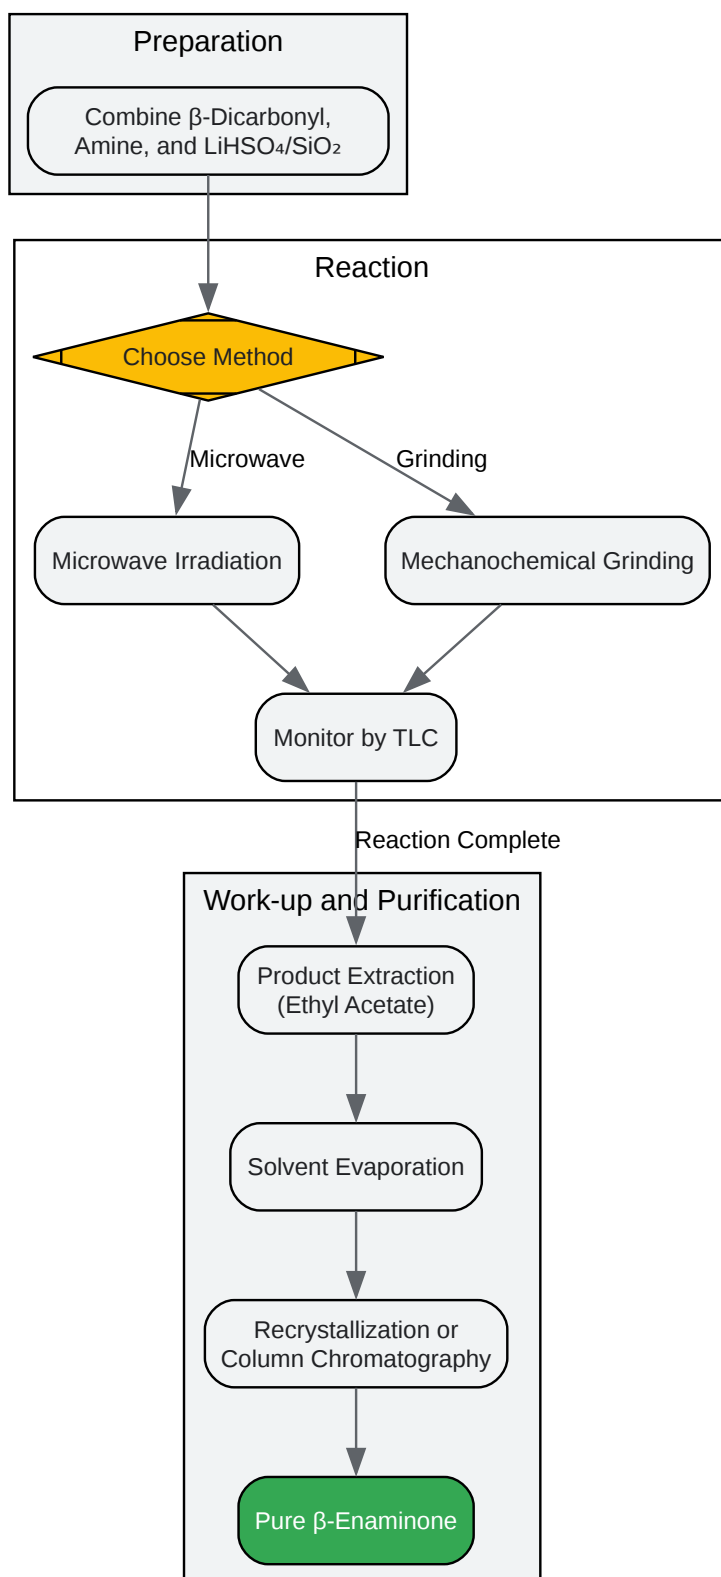 Preparation
Combine β-Dicarbonyl,
Amine, and LiHSO₄/SiO₂
Reaction
Choose Method
Microwave
Grinding
Microwave Irradiation
Mechanochemical Grinding
Monitor by TLC
Reaction Complete
Work-up and Purification
Product Extraction
(Ethyl Acetate)
Solvent Evaporation
Recrystallization or
Column Chromatography
Pure β-Enaminone